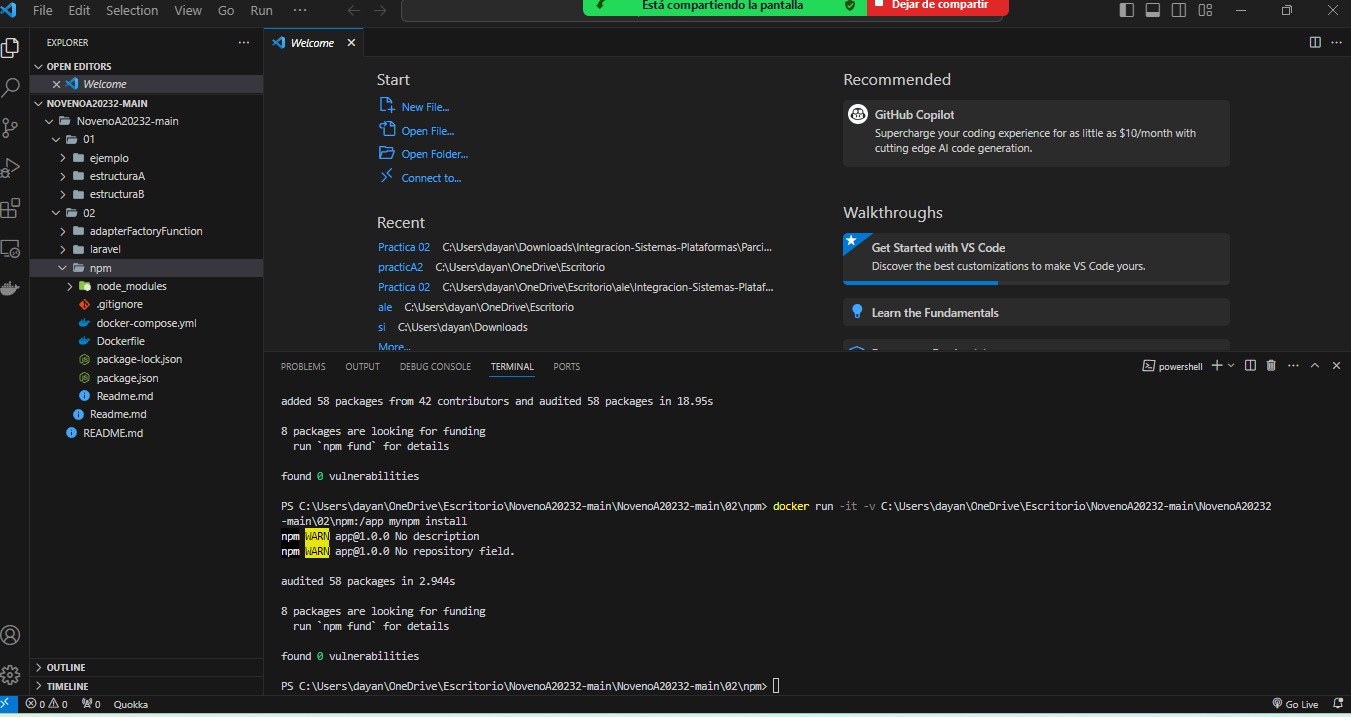 File Edit Selection View Go Run ···
Está compartiendo la pantalla
Dejar de compartir
EXPLORER
OPEN EDITORS
Welcome
NOVENOA20232-MAIN
NovenoA20232-main
01
ejemplo
estructuraA
estructuraB
02
adapterFactoryFunction
laravel
npm
node_modules
.gitignore
docker-compose.yml
Dockerfile
package-lock.json
package.json
Readme.md
Readme.md
README.md
OUTLINE
TIMELINE
Welcome
Start
New File...
Open File...
Open Folder...
Connect to...
Recent
Practica 02 C:\Users\dayan\Downloads\Integracion-Sistemas-Plataformas\Parci...
practicA2 C:\Users\dayan\OneDrive\Escritorio
Practica 02 C:\Users\dayan\OneDrive\Escritorio\ale\Integracion-Sistemas-Plataf...
ale C:\Users\dayan\OneDrive\Escritorio
si C:\Users\dayan\Downloads
More...
Recommended
GitHub Copilot
Supercharge your coding experience for as little as $10/month with
cutting edge AI code generation.
Walkthroughs
Get Started with VS Code
Discover the best customizations to make VS Code yours.
Learn the Fundamentals
PROBLEMS OUTPUT DEBUG CONSOLE TERMINAL PORTS
powershell
added 58 packages from 42 contributors and audited 58 packages in 18.95s
8 packages are looking for funding
run `npm fund` for details
found 0 vulnerabilities
PS C:\Users\dayan\OneDrive\Escritorio\NovenoA20232-main\NovenoA20232-main\02\npm> docker run -it -v C:\Users\dayan\OneDrive\Escritorio\NovenoA20232-main\NovenoA20232
-main\02\npm:/app mynpm install
npm WARN app@1.0.0 No description
npm WARN app@1.0.0 No repository field.
audited 58 packages in 2.944s
8 packages are looking for funding
run `npm fund` for details
found 0 vulnerabilities
PS C:\Users\dayan\OneDrive\Escritorio\NovenoA20232-main\NovenoA20232-main\02\npm>
0 0 0 Quokka
Go Live